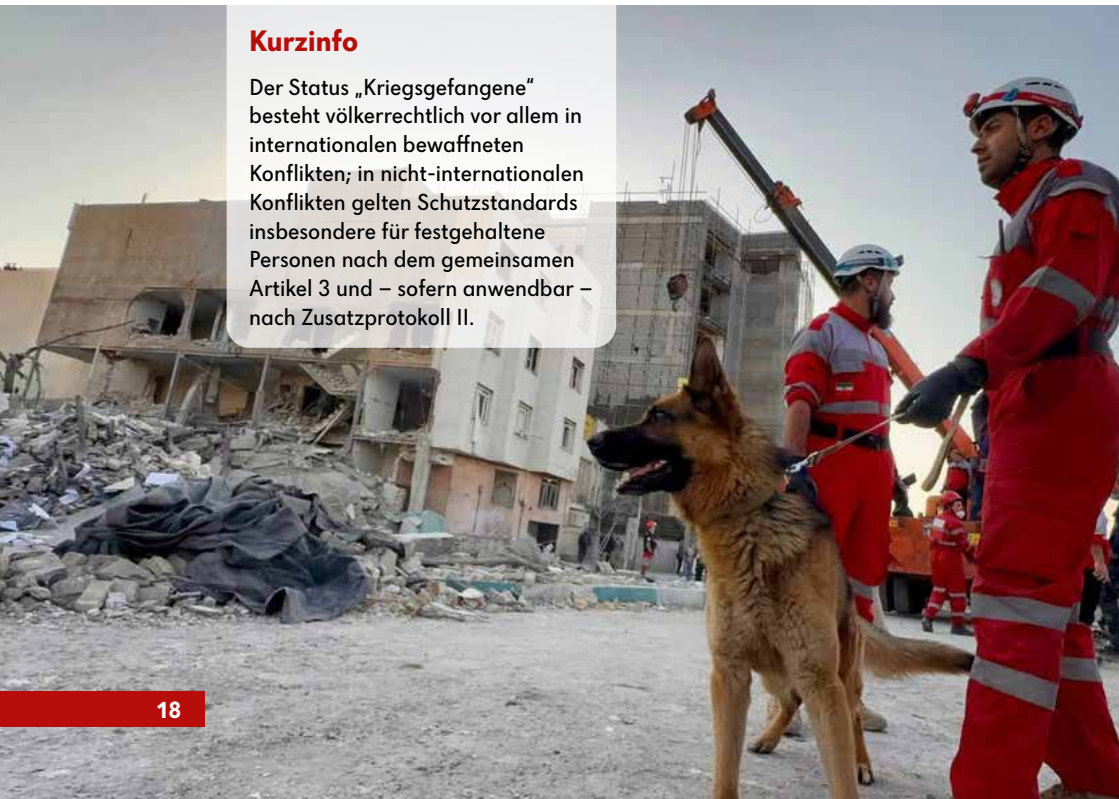 Kurzinfo
Der Status „Kriegsgefangene“
besteht völkerrechtlich vor allem in
internationalen bewaffneten
Konflikten; in nicht-internationalen
Konflikten gelten Schutzstandards
insbesondere für festgehaltene
Personen nach dem gemeinsamen
Artikel 3 und – sofern anwendbar –
nach Zusatzprotokoll II.
18